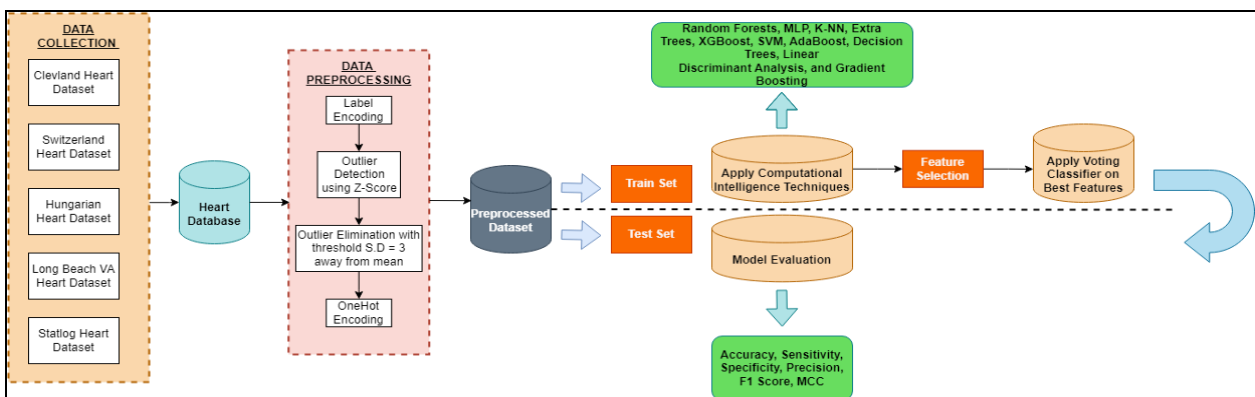 DATA
COLLECTION
Clevland Heart
Dataset
Switzerland
Heart Dataset
Hungarian
Heart Dataset
Long Beach VA
Heart Dataset
Statlog Heart
Dataset
Heart
Database
DATA
PREPROCESSING
Label
Encoding
Outlier
Detection
using Z-Score
Outlier Elimination with
threshold S.D = 3
away from mean
OneHot
Encoding
Preprocessed
Dataset
Train Set
Test Set
Random Forests, MLP, K-NN, Extra
Trees, XGBoost, SVM, AdaBoost, Decision
Trees, Linear
Discriminant Analysis, and Gradient
Boosting
Apply Computational
Intelligence Techniques
Feature
Selection
Apply Voting
Classifier on
Best Features
Model Evaluation
Accuracy, Sensitivity,
Specificity, Precision,
F1 Score, MCC